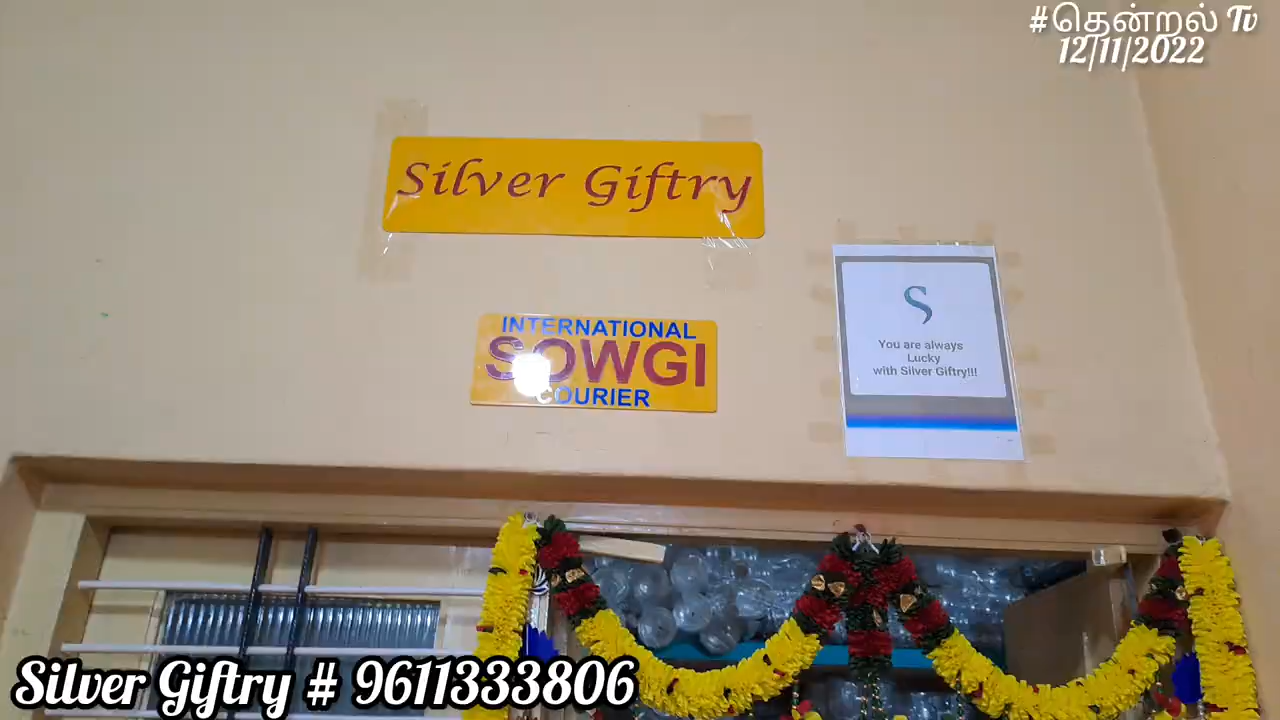 #தென்றல் Tv
12/11/2022
Silver Giftry
INTERNATIONAL
SOWGI
COURIER
S
You are always
Lucky
with Silver Giftry!!!
Silver Giftry # 9611333806